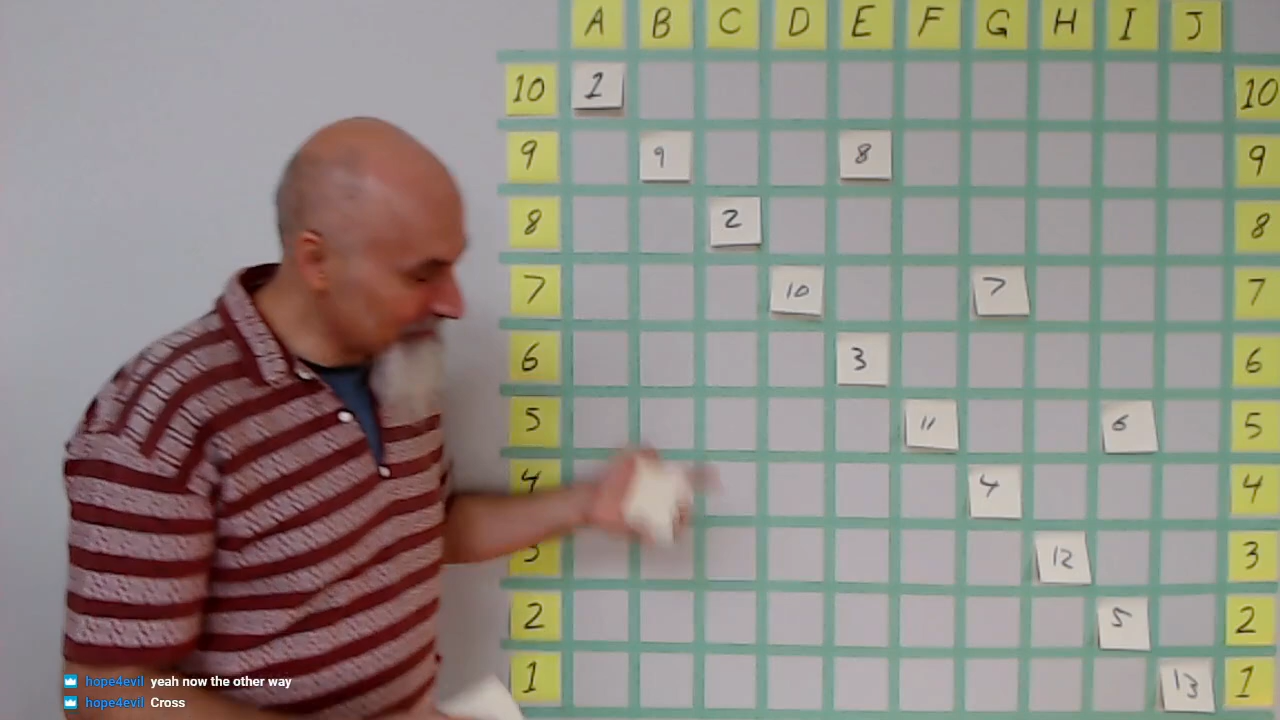 A B C D E F G H I J
10 1 10
9 9 8 9
8 2 8
7 10 7 7
6 3 6
5 11 6 5
4 4 4
3 12 3
2 5 2
1 13 1
hope4evil yeah now the other way
hope4evil Cross